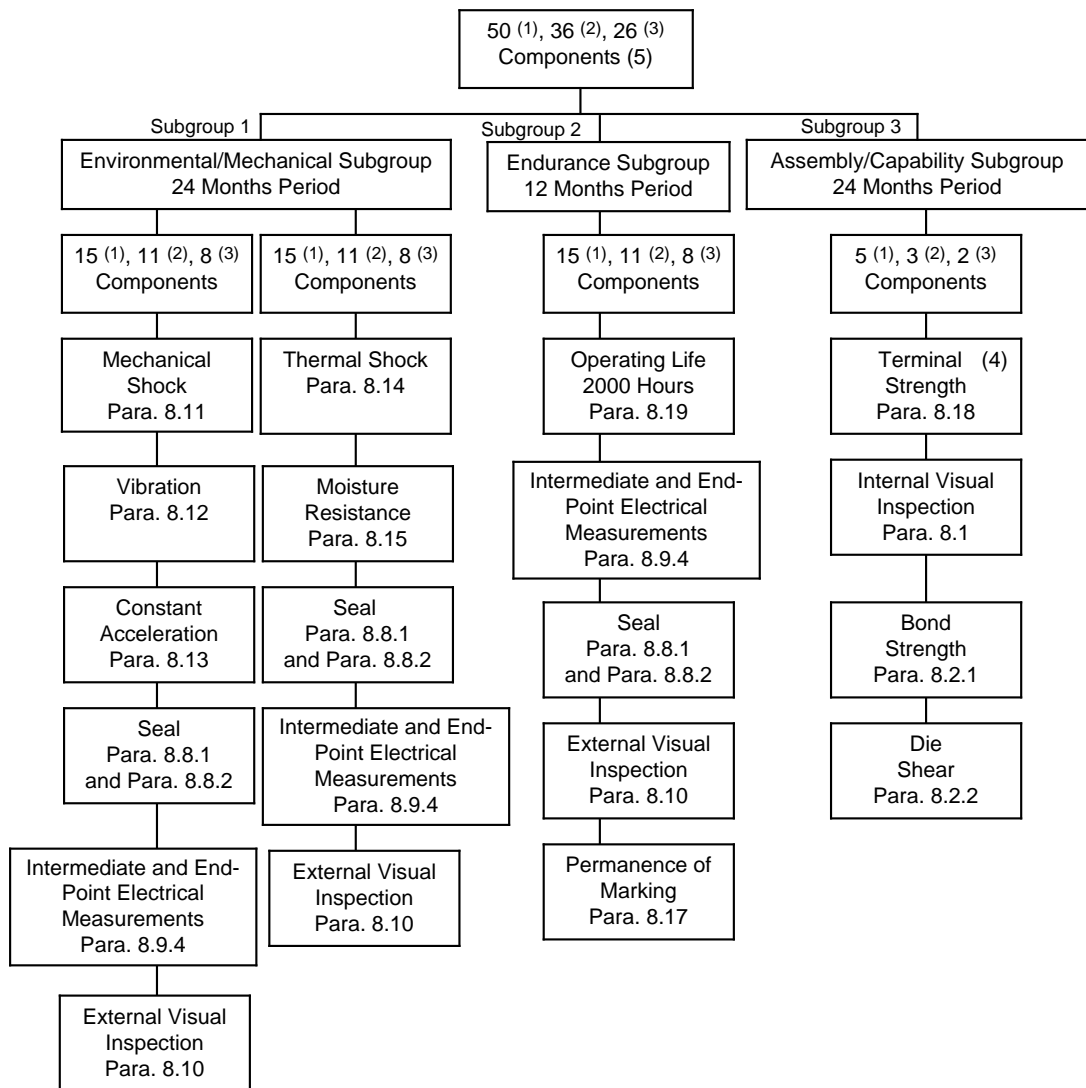 50 (1), 36 (2), 26 (3)
Components (5)
Subgroup 1
Environmental/Mechanical Subgroup
24 Months Period
15 (1), 11 (2), 8 (3)
Components
Mechanical
Shock
Para. 8.11
Vibration
Para. 8.12
Constant
Acceleration
Para. 8.13
Seal
Para. 8.8.1
and Para. 8.8.2
Intermediate and End-
Point Electrical
Measurements
Para. 8.9.4
External Visual
Inspection
Para. 8.10
15 (1), 11 (2), 8 (3)
Components
Thermal Shock
Para. 8.14
Moisture
Resistance
Para. 8.15
Seal
Para. 8.8.1
and Para. 8.8.2
Intermediate and End-
Point Electrical
Measurements
Para. 8.9.4
External Visual
Inspection
Para. 8.10
Subgroup 2
Endurance Subgroup
12 Months Period
15 (1), 11 (2), 8 (3)
Components
Operating Life
2000 Hours
Para. 8.19
Intermediate and End-
Point Electrical
Measurements
Para. 8.9.4
Seal
Para. 8.8.1
and Para. 8.8.2
External Visual
Inspection
Para. 8.10
Permanence of
Marking
Para. 8.17
Subgroup 3
Assembly/Capability Subgroup
24 Months Period
5 (1), 3 (2), 2 (3)
Components
Terminal (4)
Strength
Para. 8.18
Internal Visual
Inspection
Para. 8.1
Bond
Strength
Para. 8.2.1
Die
Shear
Para. 8.2.2